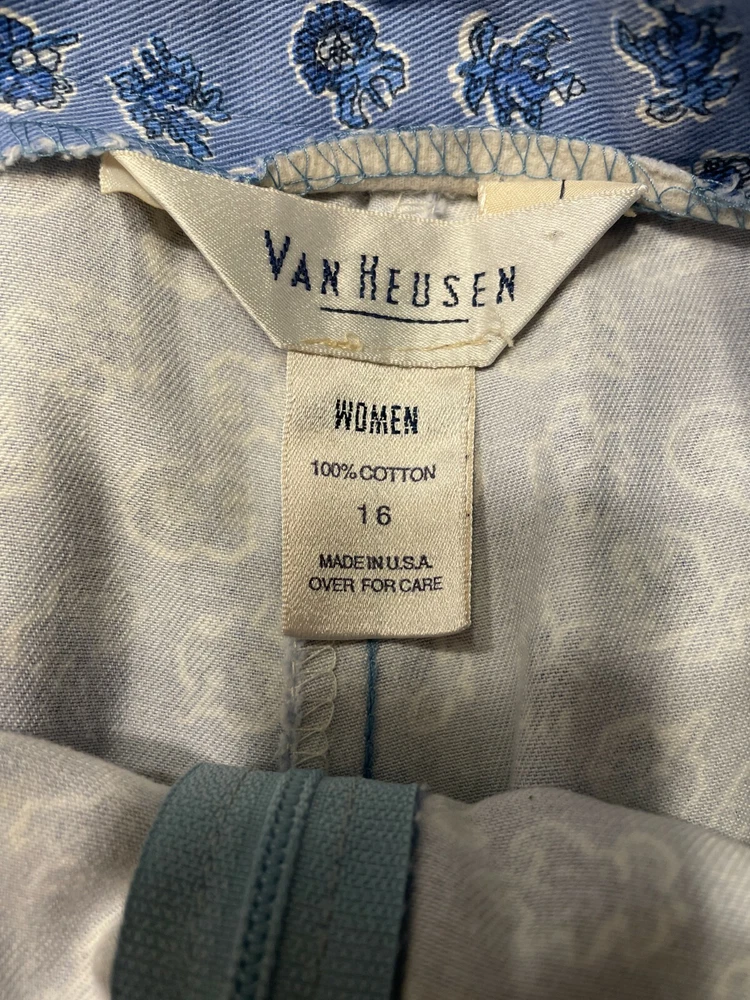 VAN HEUSEN
WOMEN
100% COTTON
16
MADE IN U.S.A.
OVER FOR CARE